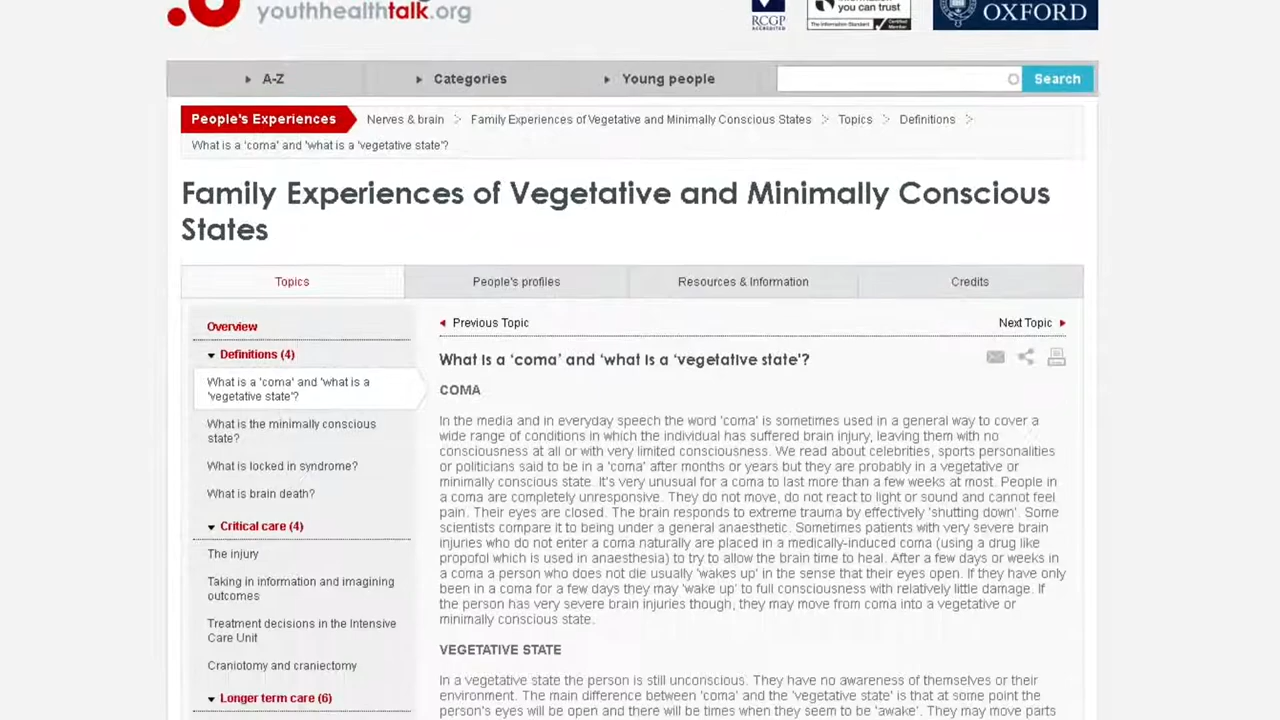 youthhealthtalk.org
RCGP
ACCREDITED
you can trust
The Information Standard
Certified
Member
OXFORD
A-Z
Categories
Young people
Search
People's Experiences
Nerves & brain
Family Experiences of Vegetative and Minimally Conscious States
Topics
Definitions
What is a 'coma' and 'what is a 'vegetative state'?
Family Experiences of Vegetative and Minimally Conscious
States
Topics
People's profiles
Resources & Information
Credits
Overview
Definitions (4)
What is a 'coma' and 'what is a
'vegetative state'?
What is the minimally conscious
state?
What is locked in syndrome?
What is brain death?
Critical care (4)
The injury
Taking in information and imagining
outcomes
Treatment decisions in the Intensive
Care Unit
Craniotomy and craniectomy
Longer term care (6)
Previous Topic
Next Topic
What is a ‘coma’ and ‘what is a ‘vegetative state’?
COMA
In the media and in everyday speech the word 'coma' is sometimes used in a general way to cover a
wide range of conditions in which the individual has suffered brain injury, leaving them with no
consciousness at all or with very limited consciousness. We read about celebrities, sports personalities
or politicians said to be in a 'coma' after months or years but they are probably in a vegetative or
minimally conscious state. It's very unusual for a coma to last more than a few weeks at most. People in
a coma are completely unresponsive. They do not move, do not react to light or sound and cannot feel
pain. Their eyes are closed. The brain responds to extreme trauma by effectively 'shutting down'. Some
scientists compare it to being under a general anaesthetic. Sometimes patients with very severe brain
injuries who do not enter a coma naturally are placed in a medically-induced coma (using a drug like
propofol which is used in anaesthesia) to try to allow the brain time to heal. After a few days or weeks in
a coma a person who does not die usually 'wakes up' in the sense that their eyes open. If they have only
been in a coma for a few days they may 'wake up' to full consciousness with relatively little damage. If
the person has very severe brain injuries though, they may move from coma into a vegetative or
minimally conscious state.
VEGETATIVE STATE
In a vegetative state the person is still unconscious. They have no awareness of themselves or their
environment. The main difference between 'coma' and the 'vegetative state' is that at some point the
person's eyes will be open and there will be times when they seem to be 'awake'. They may move parts